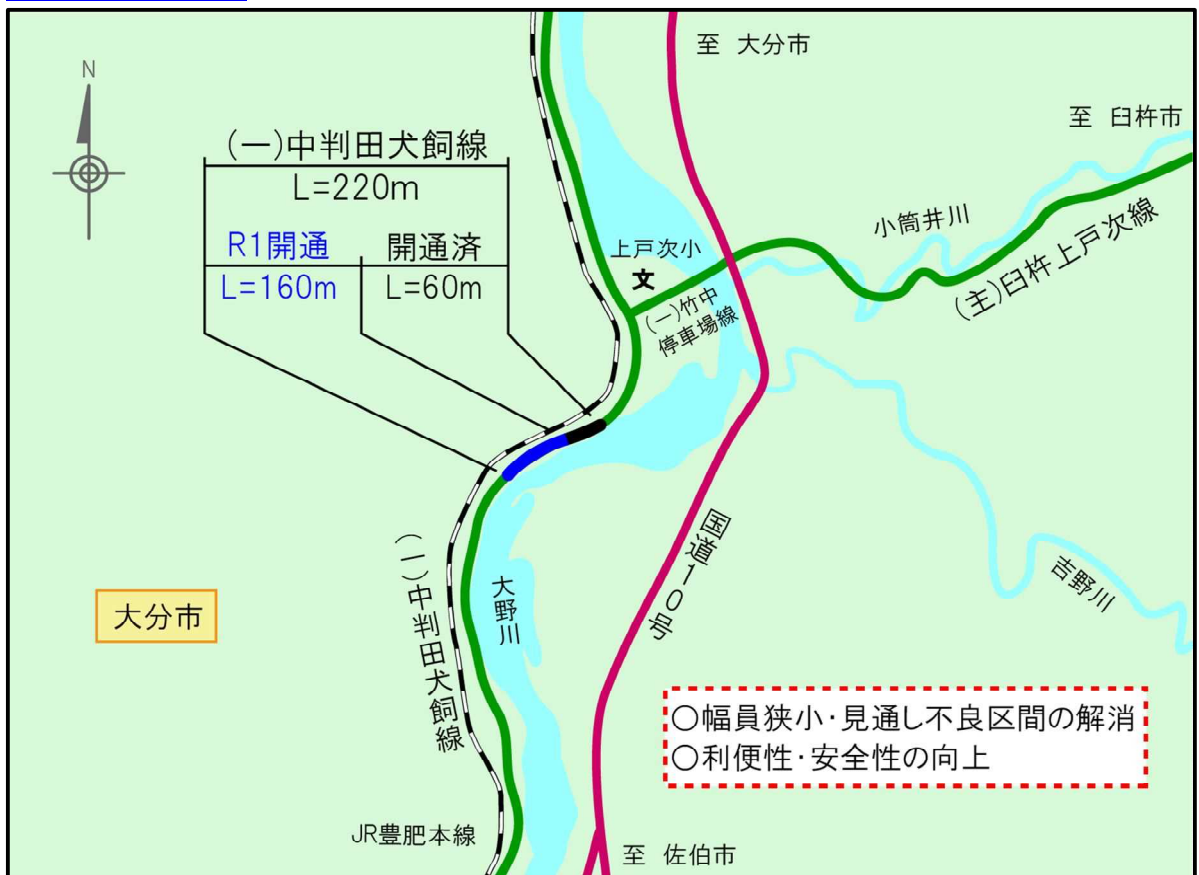 至 大分市
N
至 臼杵市
(一)中判田犬飼線
L=220m
R1開通
開通済
L=160m
L=60m
小筒井川
上戸次小
文
(主)臼杵上戸次線
(一)竹中
停車場線
国道10号
吉野川
大野川
(一)中判田犬飼線
大分市
○幅員狭小・見通し不良区間の解消
○利便性・安全性の向上
JR豊肥本線
至 佐伯市